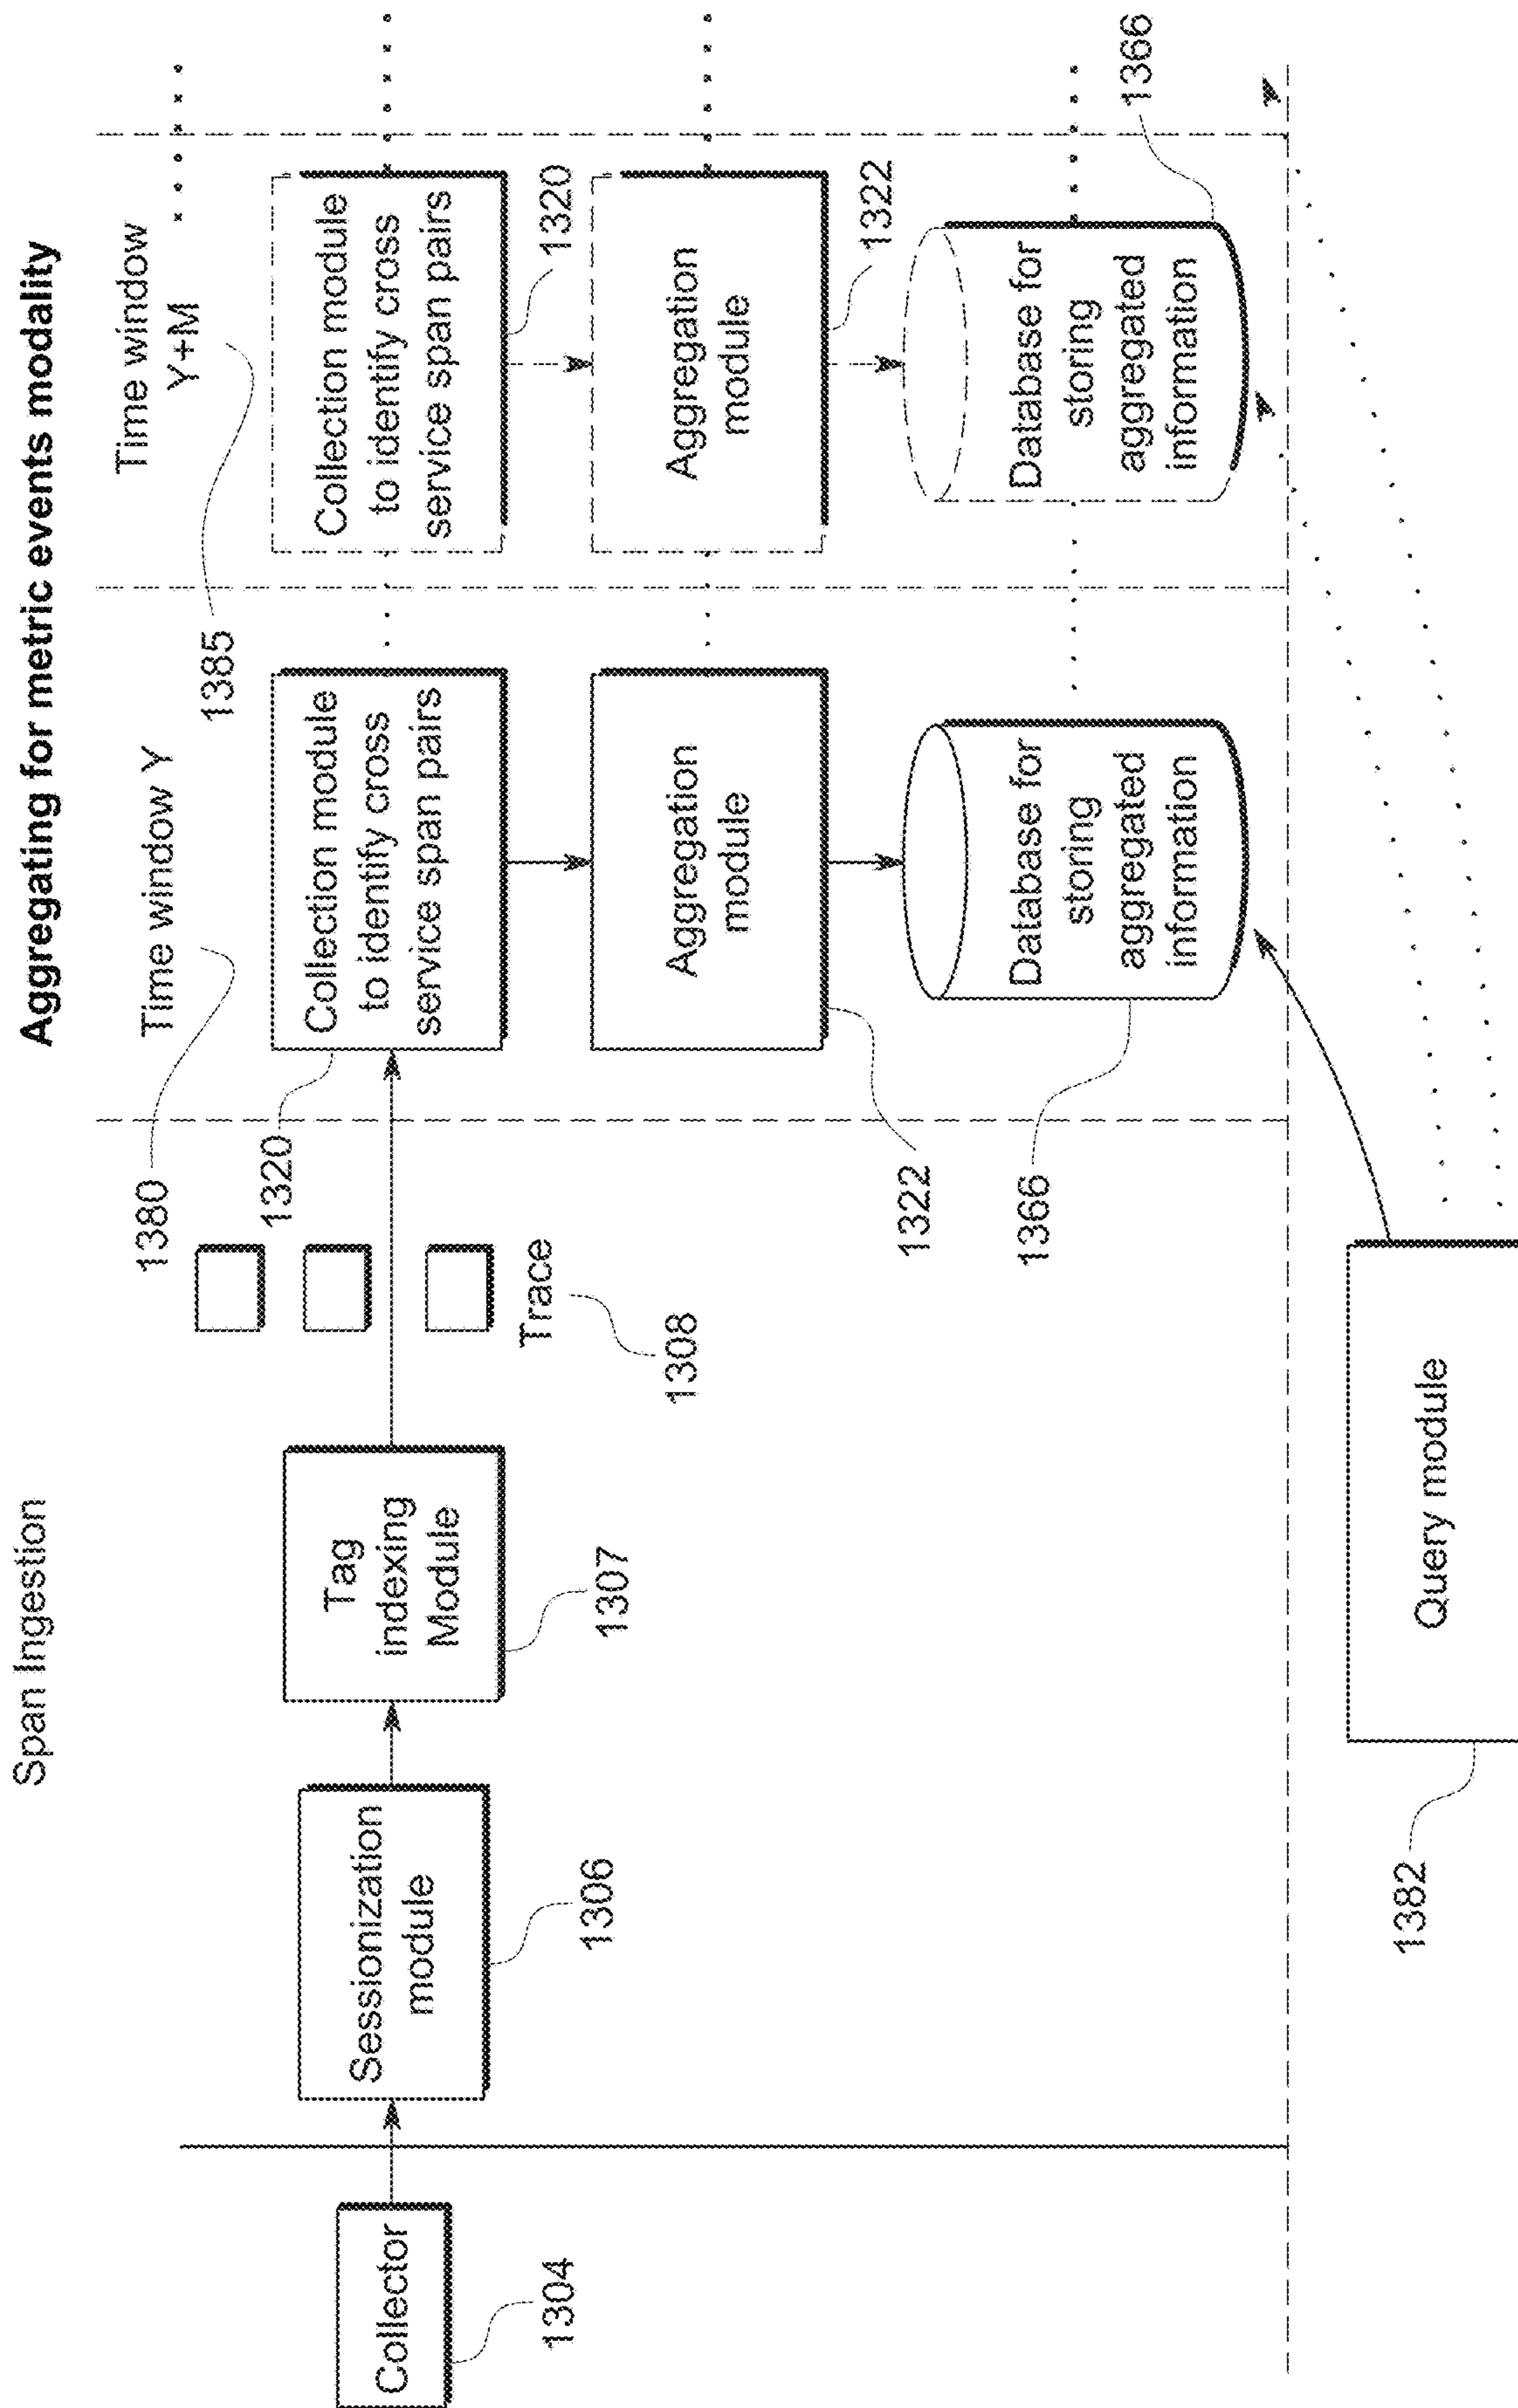 Aggregating for metric events modality
Span Ingestion
Time window Y
1380
Time window
Y+M
1385
Collector
1304
Sessionization
module
1306
Tag
indexing
Module
1307
Trace
1308
Collection module
to identify cross
service span pairs
1320
Aggregation
module
1322
Database for
storing
aggregated
information
1366
Collection module
to identify cross
service span pairs
1320
Aggregation
module
1322
Database for
storing
aggregated
information
1366
Query module
1382